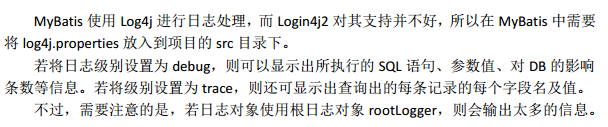 MyBatis 使用 Log4j 进行日志处理，而 Login4j2 对其支持并不好，所以在 MyBatis 中需要
将 log4j.properties 放入到项目的 src 目录下。
若将日志级别设置为 debug，则可以显示出所执行的 SQL 语句、参数值、对 DB 的影响
条数等信息。若将级别设置为 trace，则还可显示出查询出的每条记录的每个字段名及值。
不过，需要注意的是，若日志对象使用根日志对象 rootLogger，则会输出太多的信息。